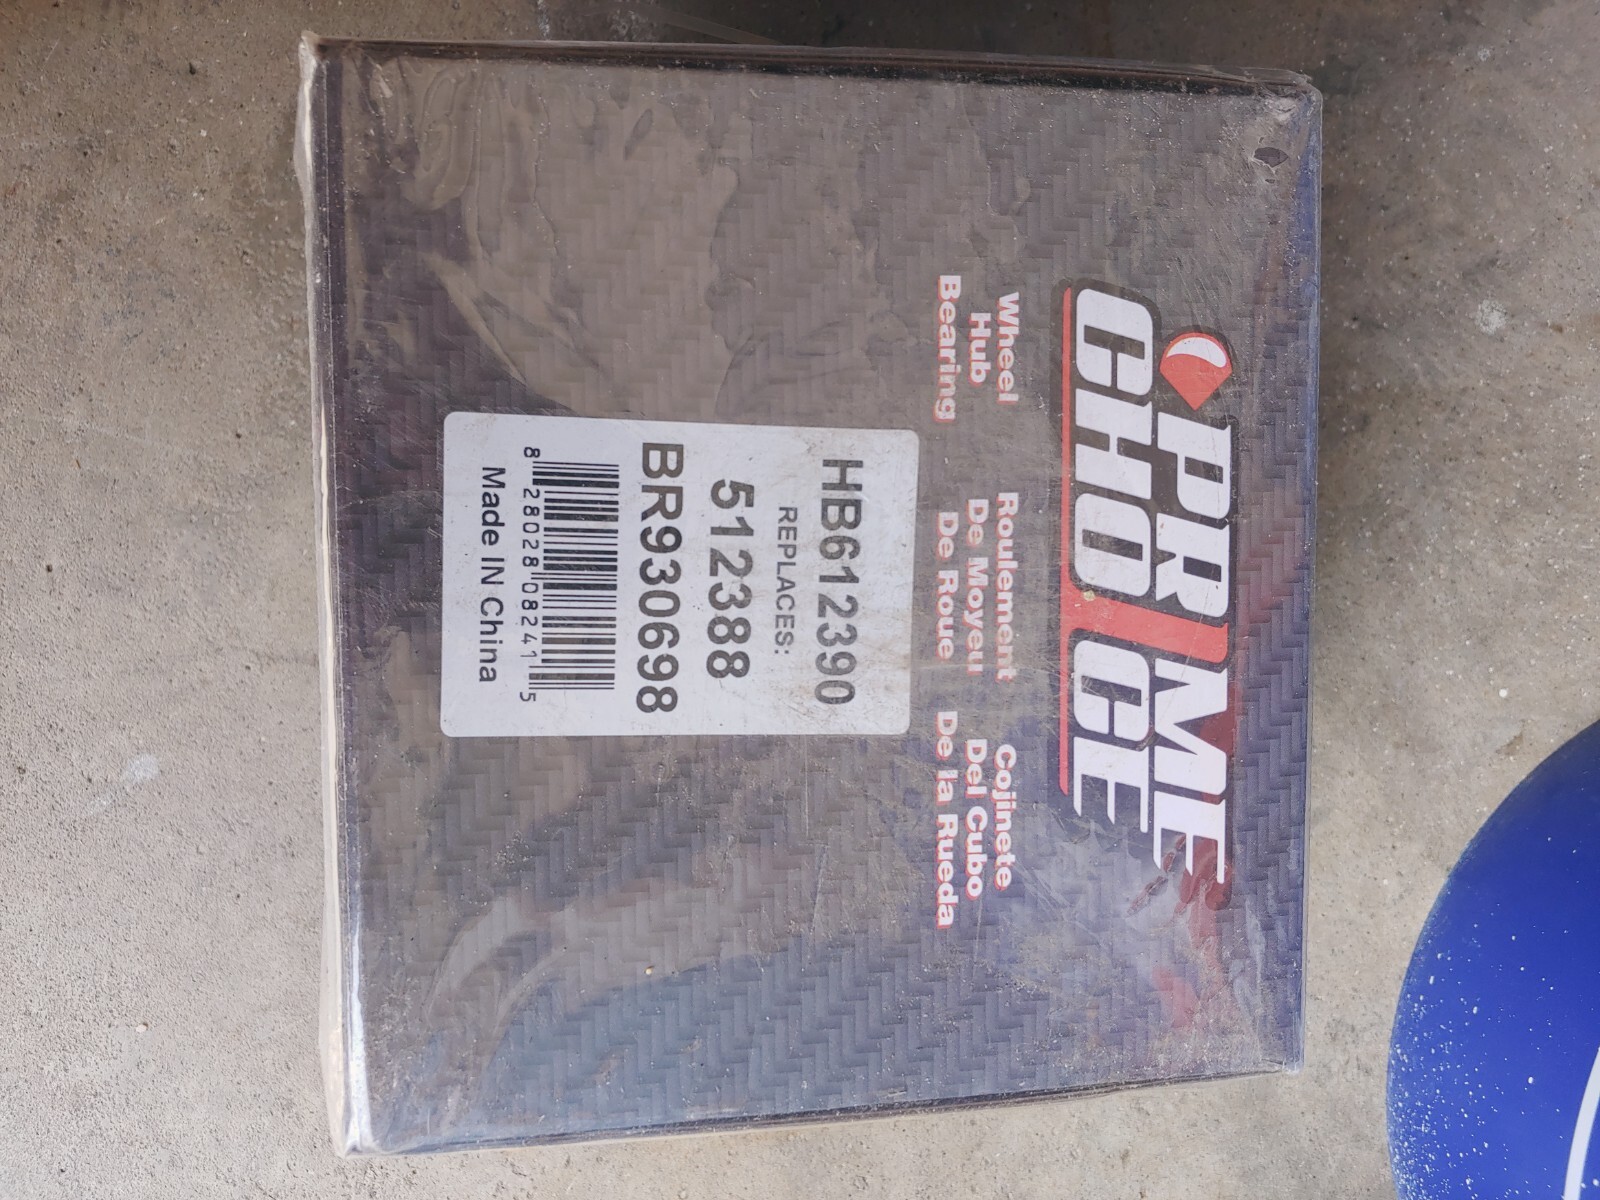 PRIME
CHOICE
Wheel
Hub
Bearing
Roulement
De Moyeu
De Roue
Cojinete
Del Cubo
De la Rueda
HB612390
REPLACES:
512388
BR930698
8 28028 08241 5
Made IN China